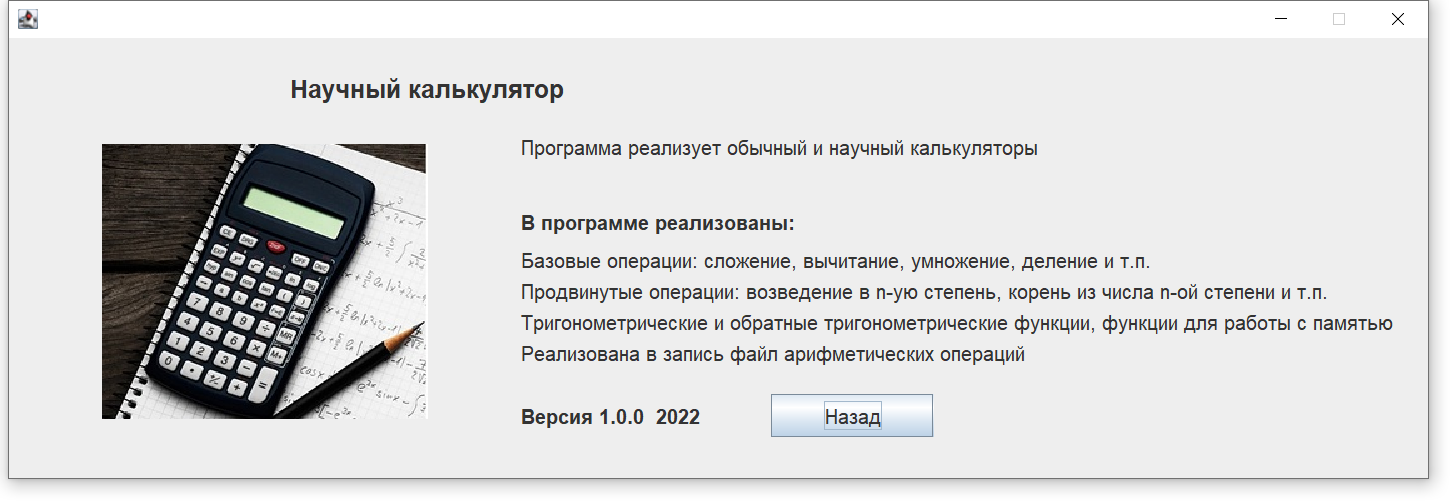 Научный калькулятор
Программа реализует обычный и научный калькуляторы
В программе реализованы:
Базовые операции: сложение, вычитание, умножение, деление и т.п.
Продвинутые операции: возведение в n-ую степень, корень из числа n-ой степени и т.п.
Тригонометрические и обратные тригонометрические функции, функции для работы с памятью
Реализована в запись файл арифметических операций
Версия 1.0.0  2022
Назад